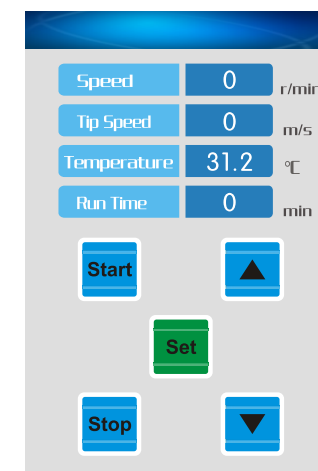 Speed 0 r/min
Tip Speed 0 m/s
Temperature 31.2 °C
Run Time 0 min
Start ▲
Set
Stop ▼